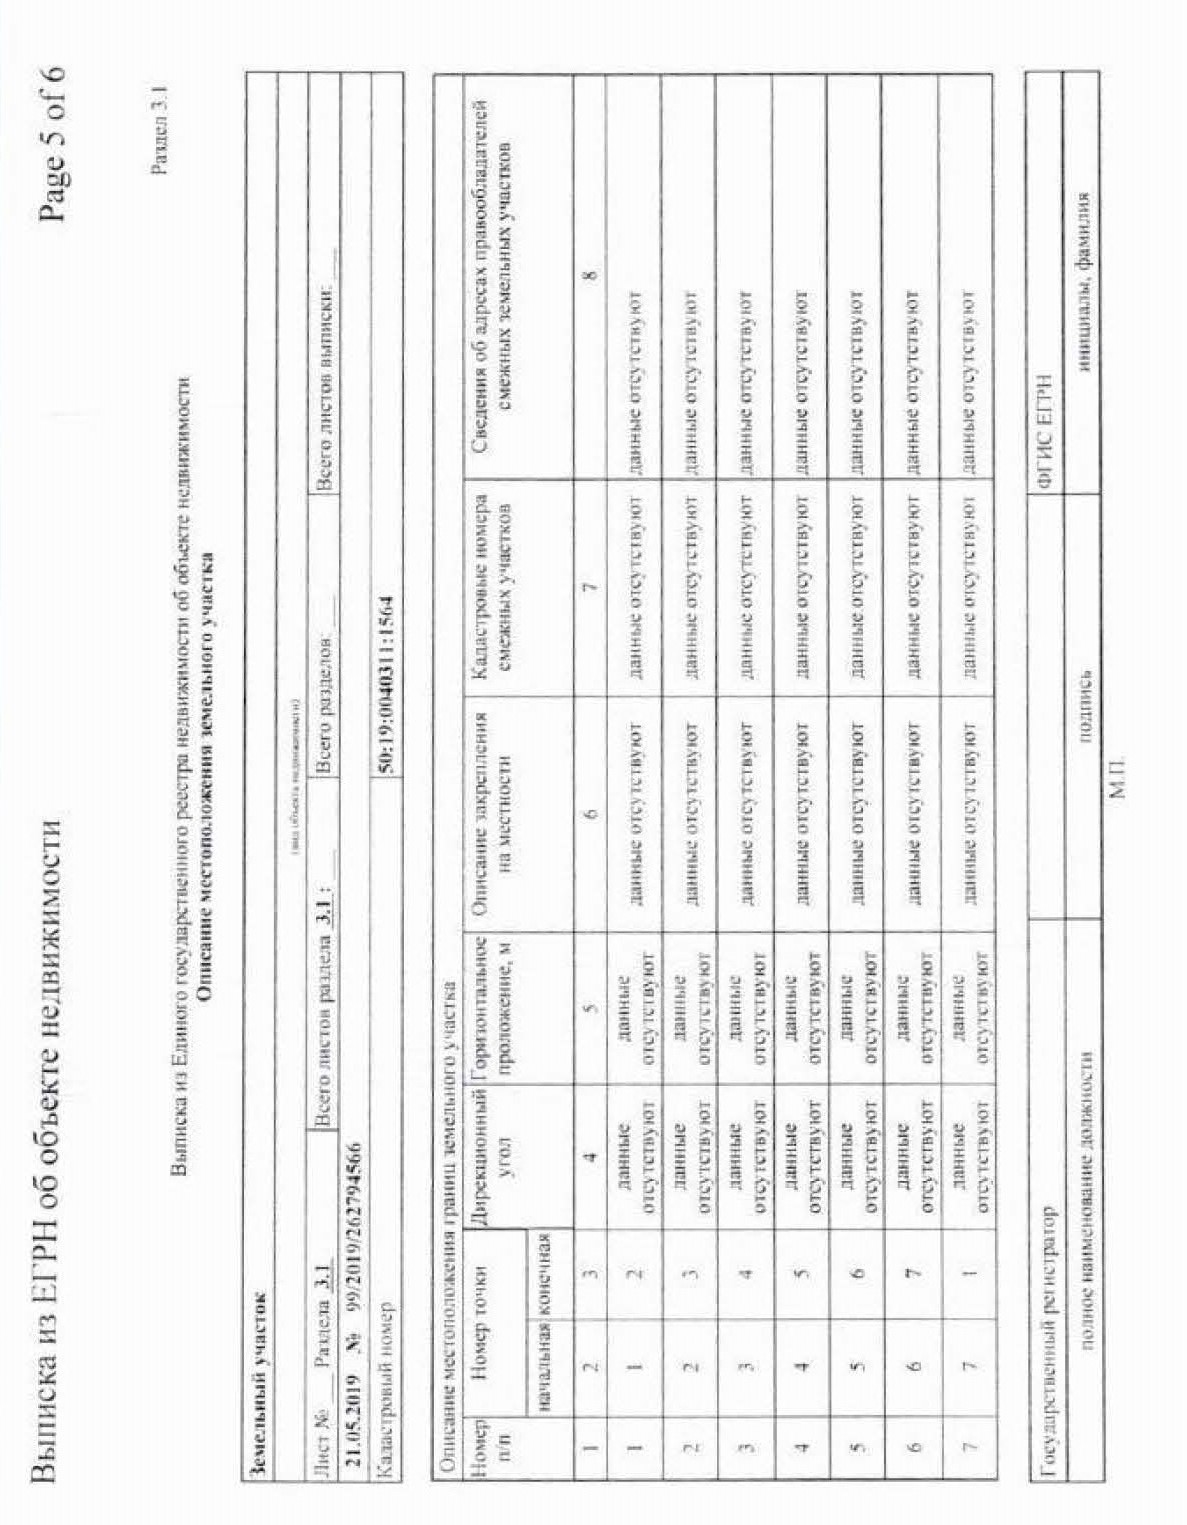 Выписка из ЕГРН об объекте недвижимости
Page 5 of 6
Раздел 3.1
Выписка из Единого государственного реестра недвижимости об объекте недвижимости
Описание местоположения земельного участка
Земельный участок
(вид объекта недвижимости)
Лист № ___ Раздела 3.1
Всего листов раздела 3.1 : ___
Всего разделов: ___
Всего листов выписки: ___
21.05.2019 № 99/2019/262794566
Кадастровый номер
50:19:0040311:1564
Описание местоположения границ земельного участка
Номер
п/п
Номер точки
начальная
конечная
Дирекционный
угол
Горизонтальное
проложение, м
Описание закрепления
на местности
Кадастровые номера
смежных участков
Сведения об адресах правообладателей
смежных земельных участков
1 2 3 4 5 6 7 8
1 1 2 данные отсутствуют данные отсутствуют данные отсутствуют данные отсутствуют данные отсутствуют
2 2 3 данные отсутствуют данные отсутствуют данные отсутствуют данные отсутствуют данные отсутствуют
3 3 4 данные отсутствуют данные отсутствуют данные отсутствуют данные отсутствуют данные отсутствуют
4 4 5 данные отсутствуют данные отсутствуют данные отсутствуют данные отсутствуют данные отсутствуют
5 5 6 данные отсутствуют данные отсутствуют данные отсутствуют данные отсутствуют данные отсутствуют
6 6 7 данные отсутствуют данные отсутствуют данные отсутствуют данные отсутствуют данные отсутствуют
7 7 1 данные отсутствуют данные отсутствуют данные отсутствуют данные отсутствуют данные отсутствуют
Государственный регистратор
ФГИС ЕГРН
полное наименование должности
подпись
инициалы, фамилия
М.П.